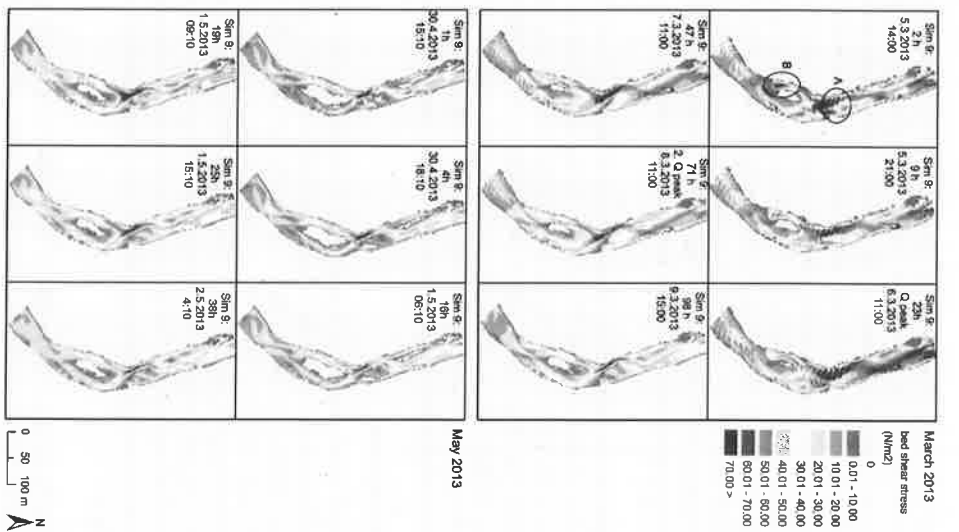 Sim 9:
2 h
5.3.2013
14:00
A
B
Sim 9:
9 h
5.3.2013
21:00
Sim 9:
23h
Q peak
6.3.2013
11:00
March 2013
bed shear stress
(N/m2)
0
0.01 - 10.00
10.01 - 20.00
20.01 - 30.00
30.01 - 40.00
40.01 - 50.00
50.01 - 60.00
60.01 - 70.00
70.00 >
Sim 9:
47 h
7.3.2013
11:00
Sim 9:
71 h
2. Q peak
8.3.2013
11:00
Sim 9:
98 h
9.3.2013
15:00
Sim 9:
1h
30.4.2013
15:10
Sim 9:
4h
30.4.2013
18:10
Sim 9:
16h
1.5.2013
06:10
May 2013
Sim 9:
19h
1.5.2013
09:10
Sim 9:
25h
1.5.2013
15:10
Sim 9:
38h
2.5.2013
4:10
0 50 100 m
N